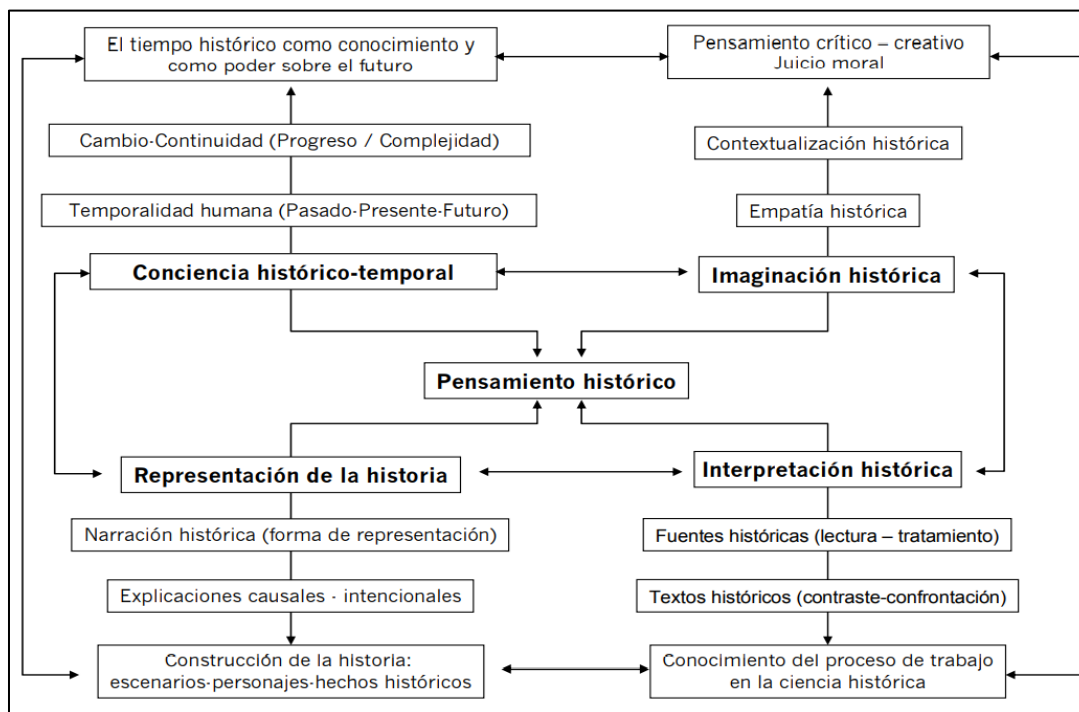 El tiempo histórico como conocimiento y
como poder sobre el futuro
Pensamiento crítico – creativo
Juicio moral
Cambio-Continuidad (Progreso / Complejidad)
Contextualización histórica
Temporalidad humana (Pasado-Presente-Futuro)
Empatía histórica
Conciencia histórico-temporal
Imaginación histórica
Pensamiento histórico
Representación de la historia
Interpretación histórica
Narración histórica (forma de representación)
Fuentes históricas (lectura – tratamiento)
Explicaciones causales - intencionales
Textos históricos (contraste-confrontación)
Construcción de la historia:
escenarios-personajes-hechos históricos
Conocimiento del proceso de trabajo
en la ciencia histórica